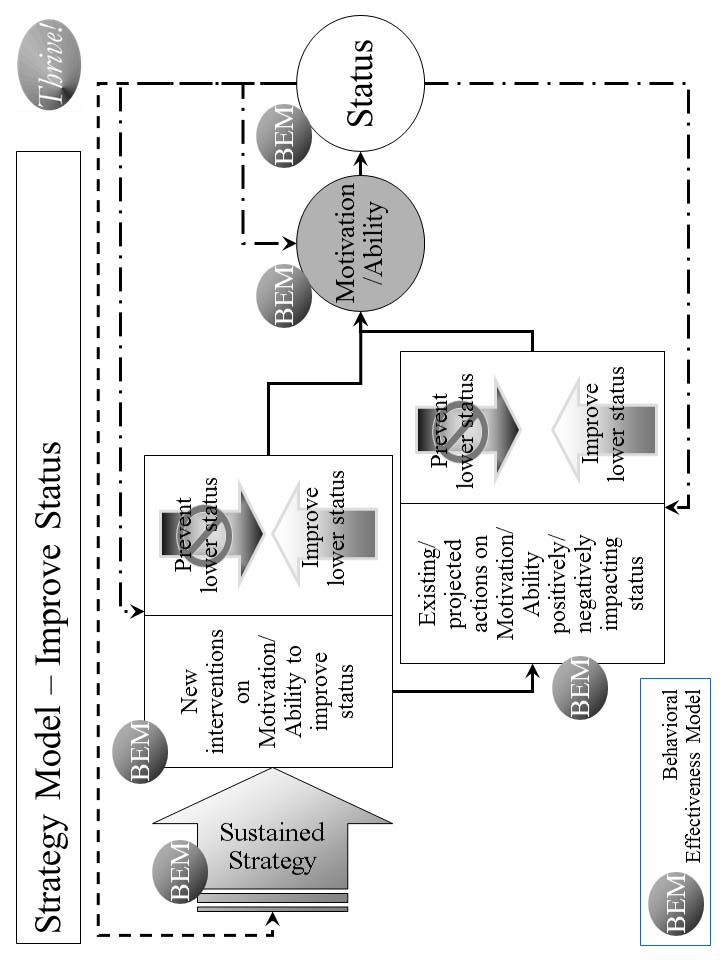 Strategy Model – Improve Status
Thrive!
BEM
Sustained
Strategy
BEM
New
interventions
on
Motivation/
Ability to
improve
status
Prevent
lower status
Improve
lower status
BEM
Existing/
projected
actions on
Motivation/
Ability
positively/
negatively
impacting
status
Prevent
lower status
Improve
lower status
BEM
Motivation
/Ability
BEM
Status
BEM
Behavioral
Effectiveness Model